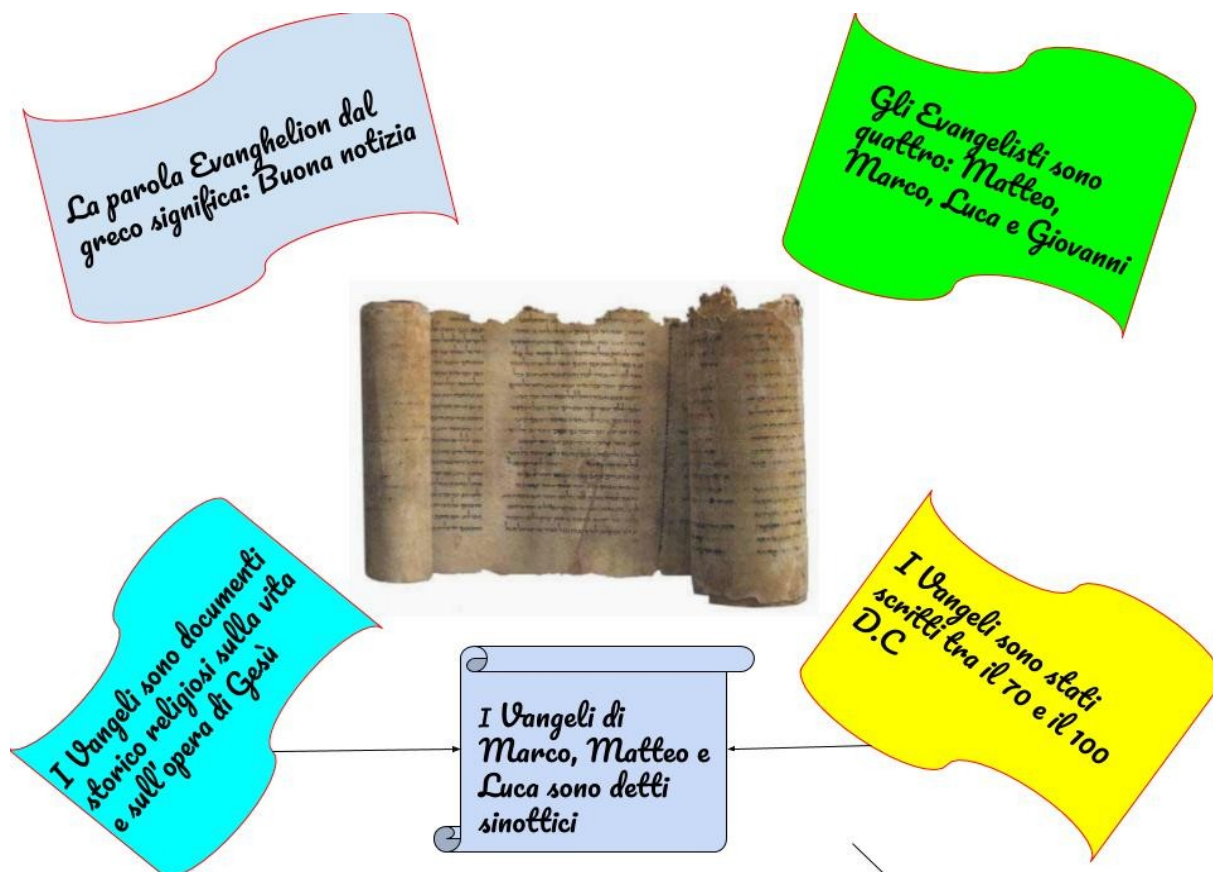 La parola Evanghelion dal
greco significa: Buona notizia
Gli Evangelisti sono
quattro: Matteo,
Marco, Luca e Giovanni
I Vangeli sono documenti
storico religiosi sulla vita
e sull'opera di Gesù
I Vangeli di
Marco, Matteo e
Luca sono detti
sinottici
I Vangeli sono stati
scritti tra il 70 e il 100
D.C